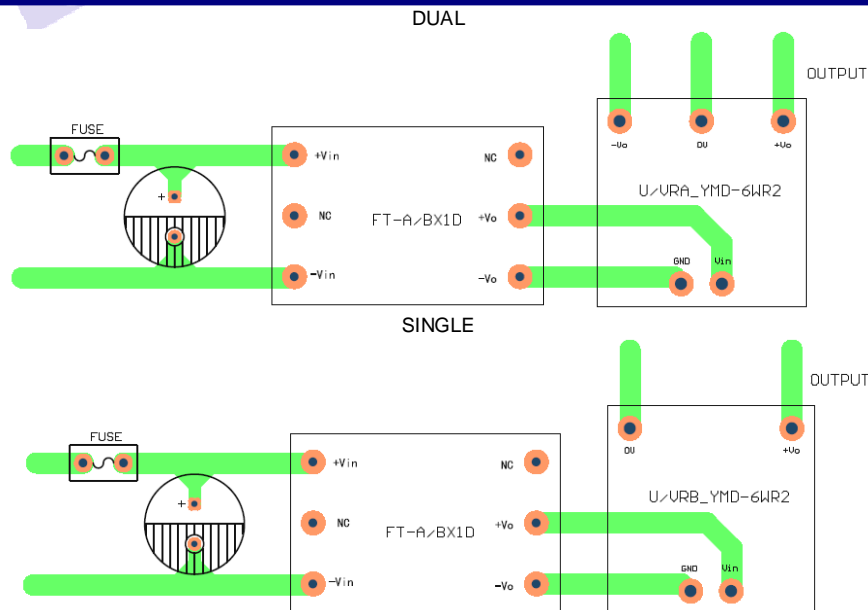 DUAL
OUTPUT
FUSE
-Vo 0V +Vo
+Vin NC
+
U/VRA_YMD-6WR2
NC FT-A/BX1D +Vo
GND Vin
-Vin -Vo
SINGLE
OUTPUT
FUSE
0V +Vo
+Vin NC
+
U/VRB_YMD-6WR2
NC FT-A/BX1D +Vo
GND Vin
-Vin -Vo